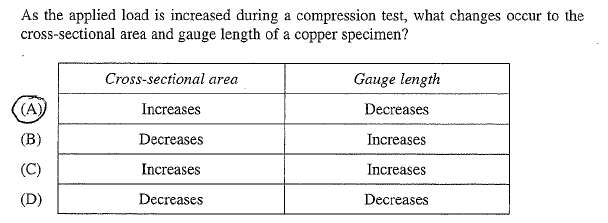 As the applied load is increased during a compression test, what changes occur to the
cross-sectional area and gauge length of a copper specimen?
Cross-sectional area Gauge length
(A) Increases Decreases
(B) Decreases Increases
(C) Increases Increases
(D) Decreases Decreases